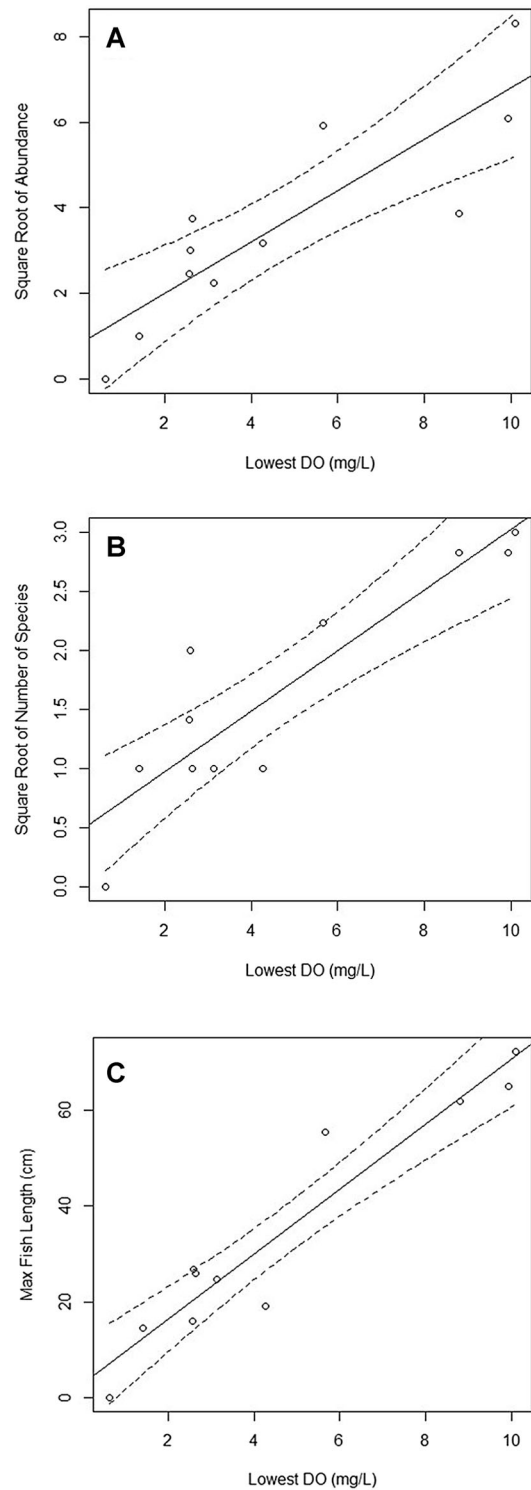 A
Square Root of Abundance
8
6
4
2
0
2 4 6 8 10
Lowest DO (mg/L)
B
Square Root of Number of Species
3.0
2.5
2.0
1.5
1.0
0.5
0.0
2 4 6 8 10
Lowest DO (mg/L)
C
Max Fish Length (cm)
60
40
20
0
2 4 6 8 10
Lowest DO (mg/L)